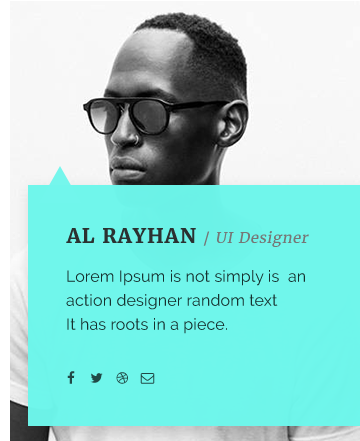 AL RAYHAN / UI Designer
Lorem Ipsum is not simply is an
action designer random text
It has roots in a piece.